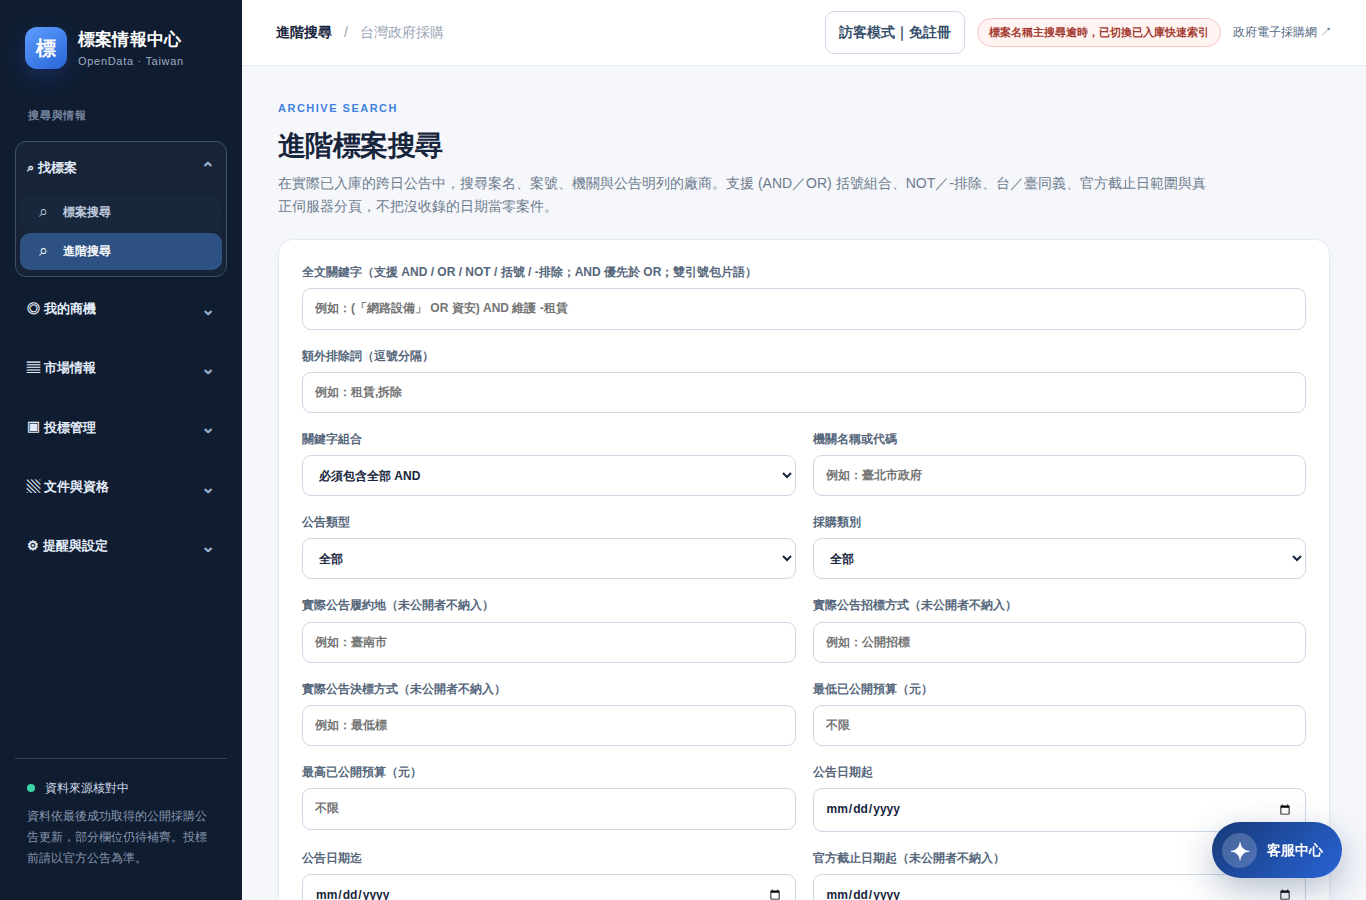 標
標案情報中心
OpenData · Taiwan
搜尋與情報
找標案
標案搜尋
進階搜尋
我的商機
市場情報
投標管理
文件與資格
提醒與設定
資料來源核對中
資料依最後成功取得的公開採購公
告更新，部分欄位仍待補齊。投標
前請以官方公告為準。
進階搜尋 / 台灣政府採購
訪客模式｜免註冊
標案名稱主搜尋逾時，已切換已入庫快速索引
政府電子採購網 ↗
ARCHIVE SEARCH
進階標案搜尋
在實際已入庫的跨日公告中，搜尋案名、案號、機關與公告明列的廠商。支援 (AND／OR) 括號組合、NOT／-排除、台／臺同義、官方截止日範圍與真
正伺服器分頁，不把沒收錄的日期當零案件。
全文關鍵字（支援 AND / OR / NOT / 括號 / -排除；AND 優先於 OR；雙引號包片語）
例如：(「網路設備」 OR 資安) AND 維護 -租賃
額外排除詞（逗號分隔）
例如：租賃,拆除
關鍵字組合
必須包含全部 AND
機關名稱或代碼
例如：臺北市政府
公告類型
全部
採購類別
全部
實際公告履約地（未公開者不納入）
例如：臺南市
實際公告招標方式（未公開者不納入）
例如：公開招標
實際公告決標方式（未公開者不納入）
例如：最低標
最低已公開預算（元）
不限
最高已公開預算（元）
不限
公告日期起
mm/dd/yyyy
公告日期迄
mm/dd/yyyy
官方截止日期起（未公開者不納入）
mm/dd/yyyy
客服中心